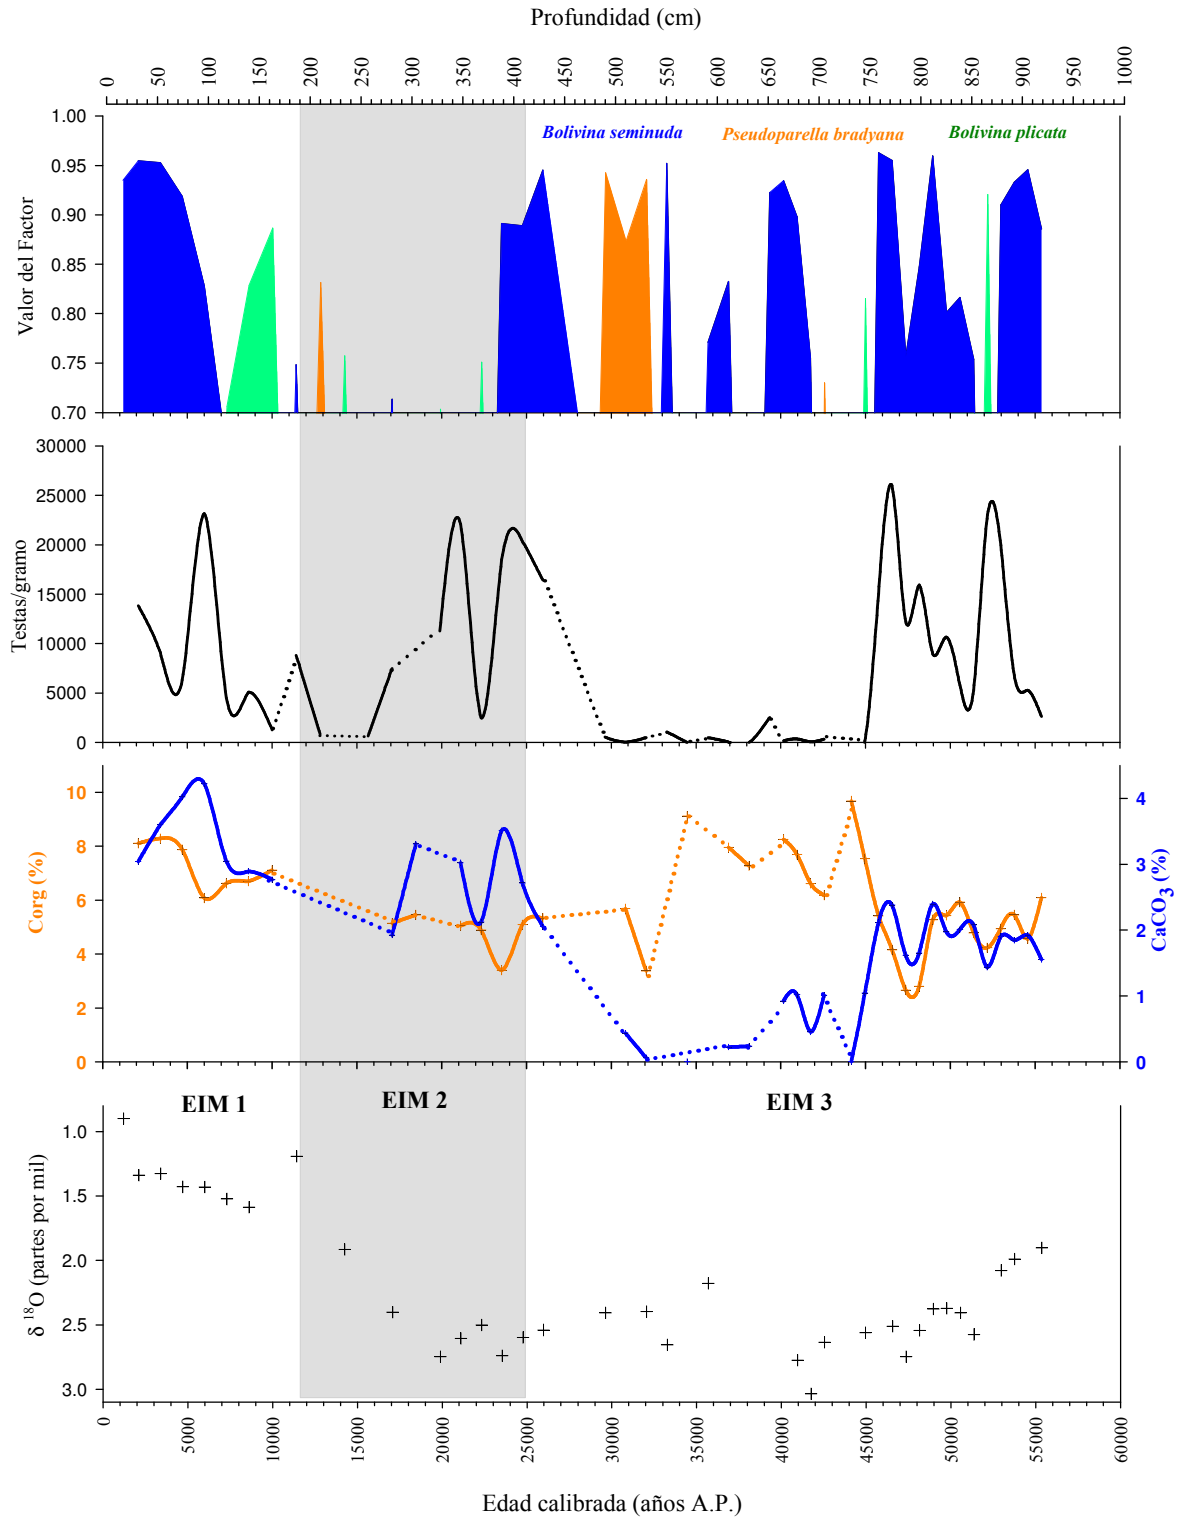 Profundidad (cm)
0 50 100 150 200 250 300 350 400 450 500 550 600 650 700 750 800 850 900 950 1000
Bolivina seminuda Pseudoparella bradyana Bolivina plicata
Valor del Factor
1.00
0.95
0.90
0.85
0.80
0.75
0.70
Testas/gramo
30000
25000
20000
15000
10000
5000
0
Corg (%)
10
8
6
4
2
0
CaCO₃ (%)
4
3
2
1
0
EIM 1 EIM 2 EIM 3
δ ¹⁸O (partes por mil)
1.0
1.5
2.0
2.5
3.0
0 5000 10000 15000 20000 25000 30000 35000 40000 45000 50000 55000 60000
Edad calibrada (años A.P.)